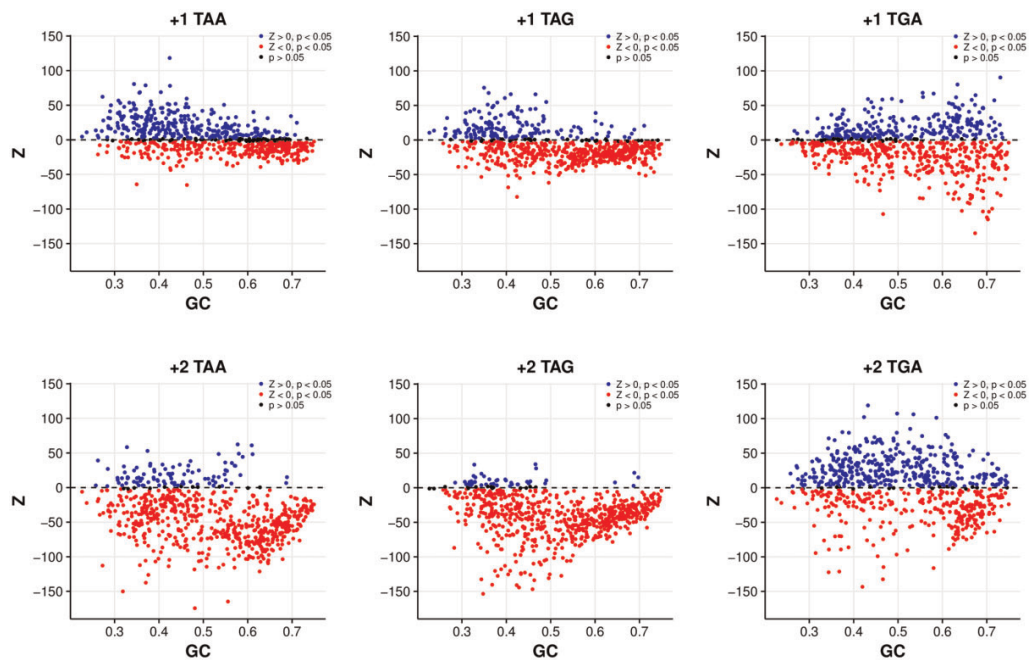 +1 TAA
Z > 0, p < 0.05
Z < 0, p < 0.05
p > 0.05
150
100
50
0
−50
−100
−150
Z
0.3 0.4 0.5 0.6 0.7
GC
+1 TAG
Z > 0, p < 0.05
Z < 0, p < 0.05
p > 0.05
150
100
50
0
−50
−100
−150
Z
0.3 0.4 0.5 0.6 0.7
GC
+1 TGA
Z > 0, p < 0.05
Z < 0, p < 0.05
p > 0.05
150
100
50
0
−50
−100
−150
Z
0.3 0.4 0.5 0.6 0.7
GC
+2 TAA
Z > 0, p < 0.05
Z < 0, p < 0.05
p > 0.05
150
100
50
0
−50
−100
−150
Z
0.3 0.4 0.5 0.6 0.7
GC
+2 TAG
Z > 0, p < 0.05
Z < 0, p < 0.05
p > 0.05
150
100
50
0
−50
−100
−150
Z
0.3 0.4 0.5 0.6 0.7
GC
+2 TGA
Z > 0, p < 0.05
Z < 0, p < 0.05
p > 0.05
150
100
50
0
−50
−100
−150
Z
0.3 0.4 0.5 0.6 0.7
GC